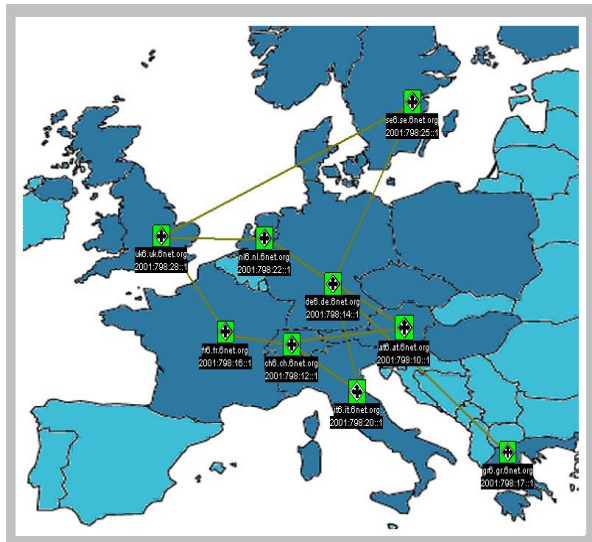 se6.se.6net.org
2001:798:25::1
uk6.uk.6net.org
2001:798:28::1
nl6.nl.6net.org
2001:798:22::1
de6.de.6net.org
2001:798:14::1
fr6.fr.6net.org
2001:798:16::1
ch6.ch.6net.org
2001:798:12::1
at6.at.6net.org
2001:798:10::1
it6.it.6net.org
2001:798:20::1
gr6.gr.6net.org
2001:798:17::1